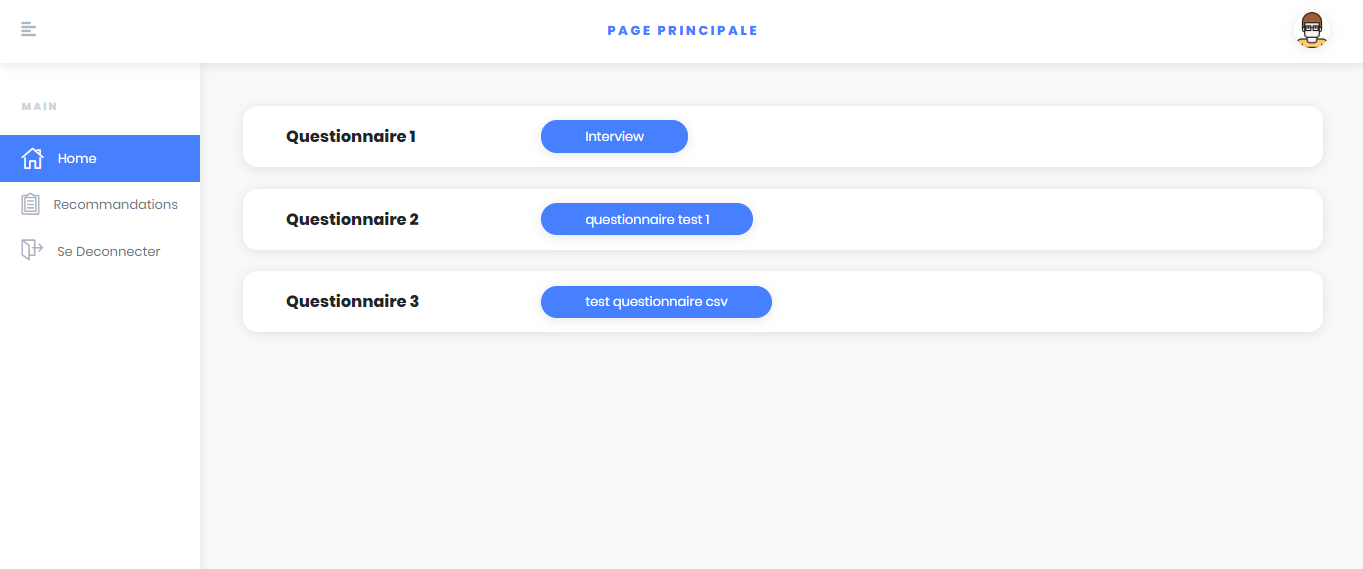 PAGE PRINCIPALE
MAIN
Home
Recommandations
Se Deconnecter
Questionnaire 1 Interview
Questionnaire 2 questionnaire test 1
Questionnaire 3 test questionnaire csv